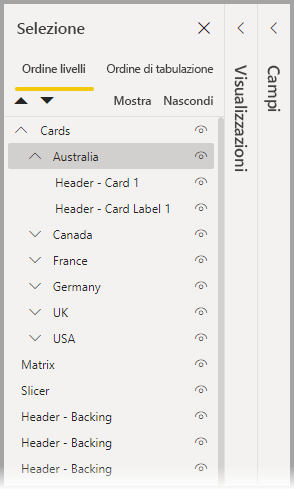 Selezione
Ordine livelli
Ordine di tabulazione
Mostra
Nascondi
Cards
Australia
Header - Card 1
Header - Card Label 1
Canada
France
Germany
UK
USA
Matrix
Slicer
Header - Backing
Header - Backing
Header - Backing
Visualizzazioni
Campi